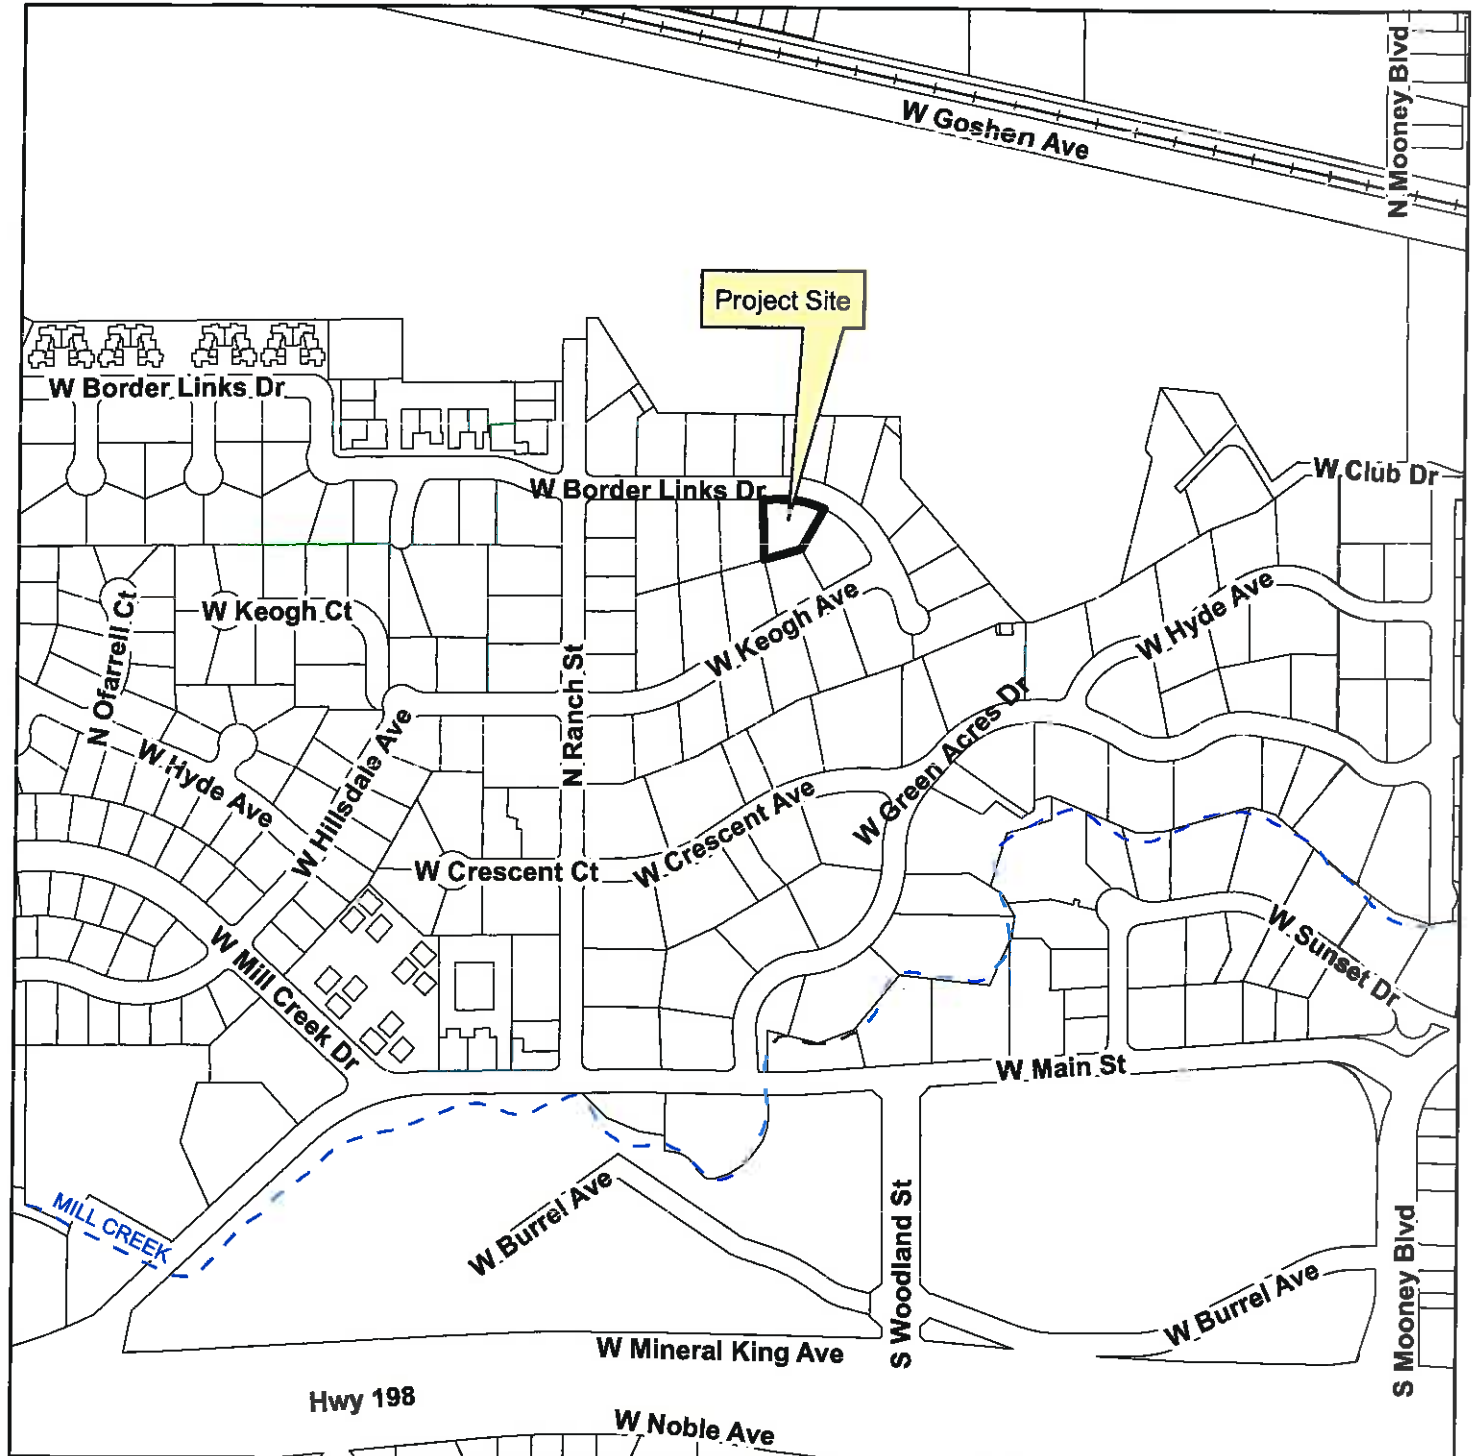 N Mooney Blvd
W Goshen Ave
Project Site
W Border Links Dr
W Club Dr
W Border Links Dr
W Hyde Ave
W Keogh Ct
N Ofarrell Ct
W Keogh Ave
N Ranch St
W Green Acres Dr
W Hyde Ave
W Hillsdale Ave
W Crescent Ave
W Crescent Ct
W Sunset Dr
W Mill Creek Dr
W Main St
MILL CREEK
W Burrel Ave
S Woodland St
S Mooney Blvd
W Burrel Ave
W Mineral King Ave
Hwy 198
W Noble Ave